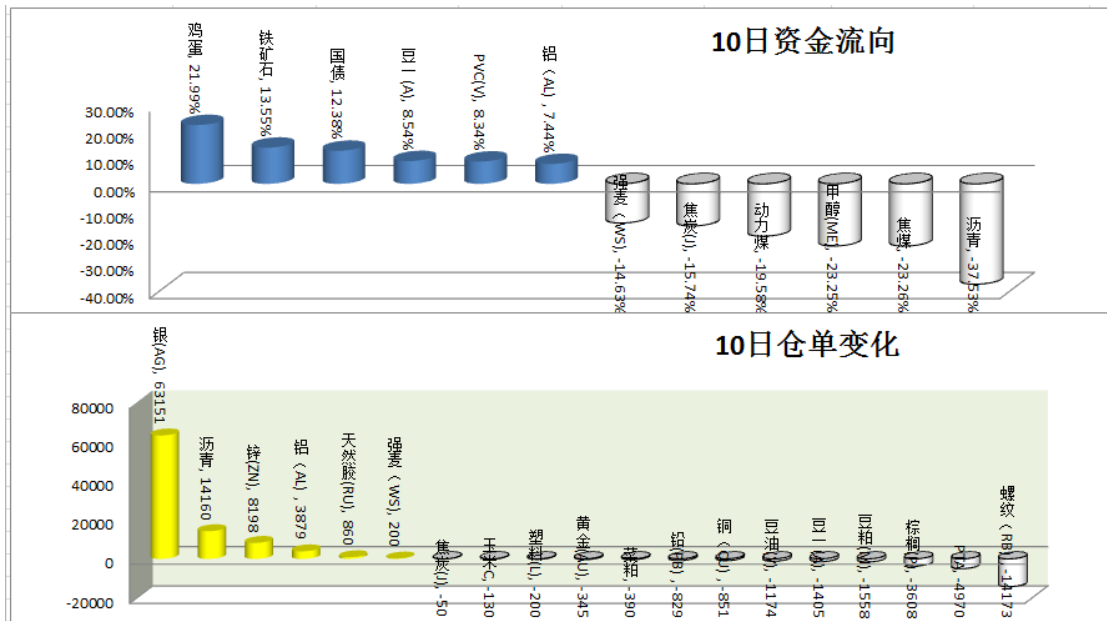 10日资金流向
鸡蛋, 21.99%
铁矿石, 13.55%
国债, 12.38%
豆一(A), 8.54%
PVC(V), 8.34%
铝（AL）, 7.44%
强麦（WS）, -14.63%
焦炭(J), -15.74%
动力煤, -19.58%
甲醇(ME), -23.25%
焦煤, -23.26%
沥青, -37.53%
30.00%
20.00%
10.00%
0.00%
-10.00%
-20.00%
-30.00%
-40.00%
10日仓单变化
银(AG), 63151
沥青, 14160
锌(ZN), 8198
铝（AL）, 3879
天然胶(RU), 860
强麦（WS）, 200
焦炭(J), -50
玉米C, -130
塑料(L), -200
黄金(AU), -345
菜粕, -390
铅(PB), -829
铜（CU）, -851
豆油(Y), -1174
豆一(A), -1405
豆粕(M), -1558
棕榈(P), -3608
PTA, -4970
螺纹（RB）, -14173
80000
60000
40000
20000
0
-20000